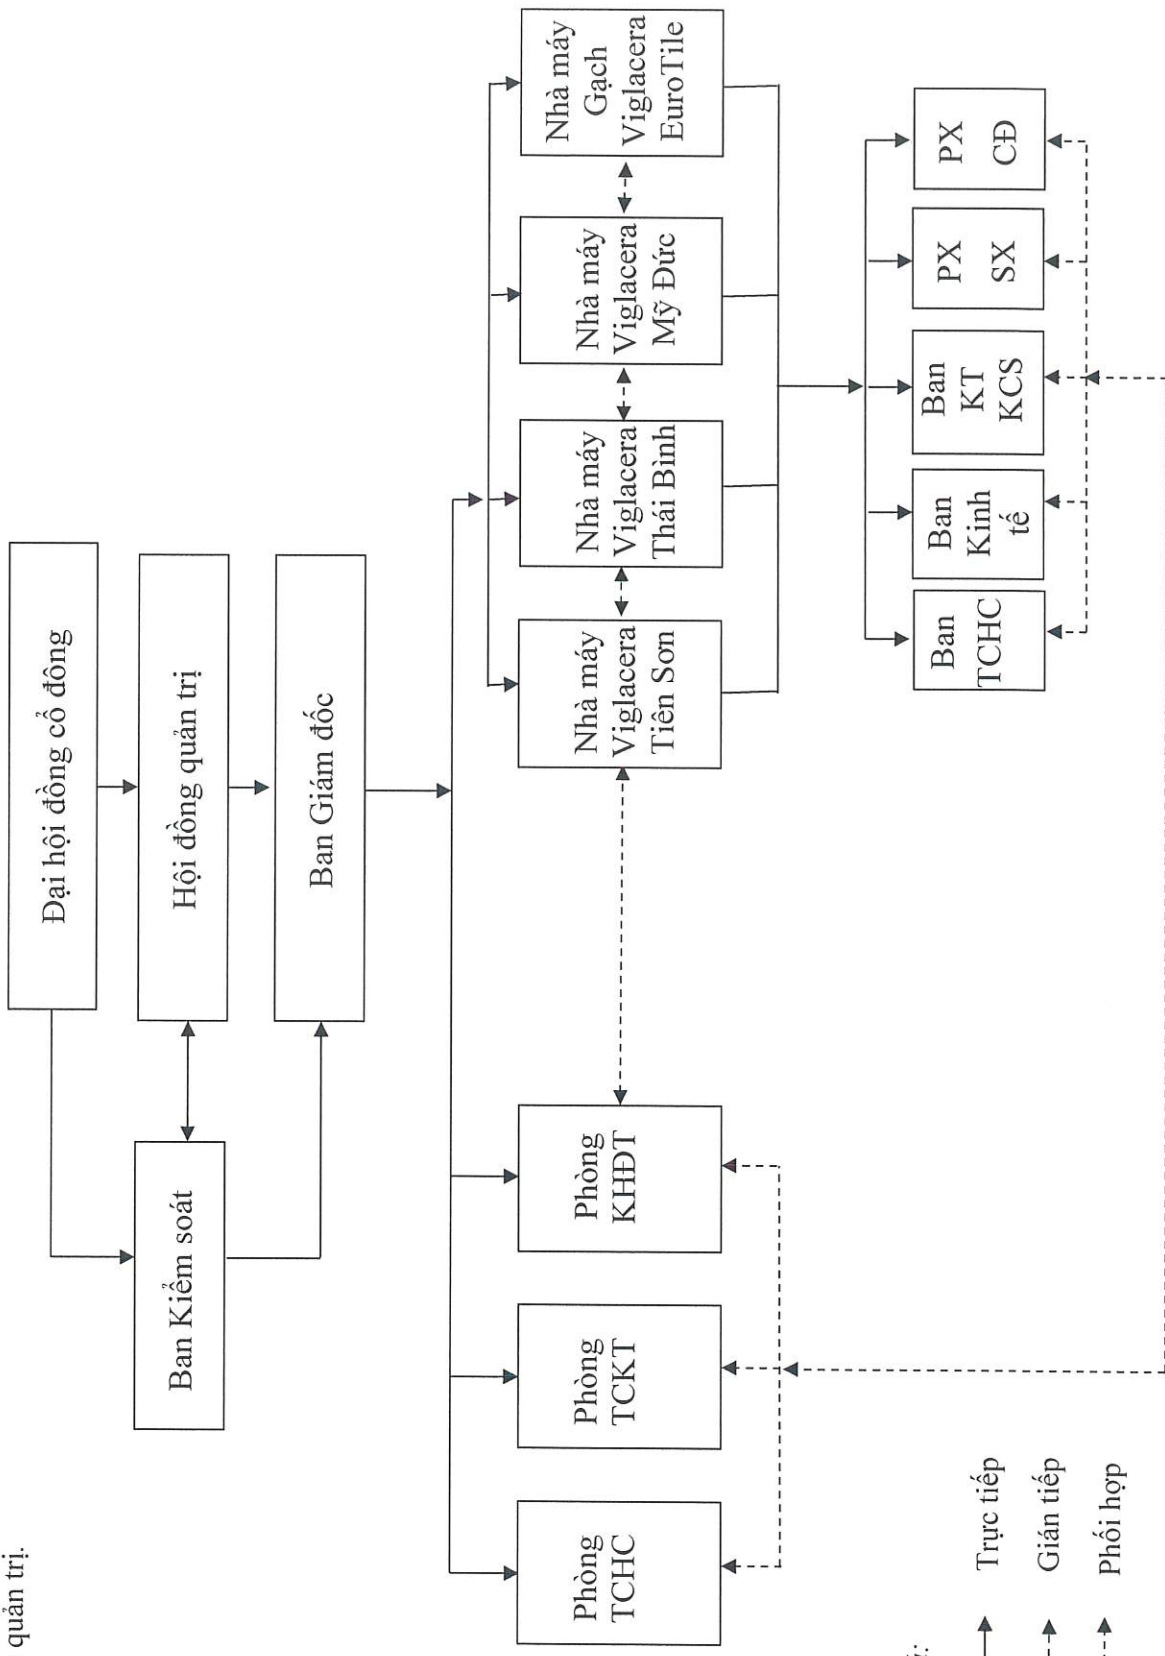 quản trị.
Đại hội đồng cổ đông
Ban Kiểm soát
Hội đồng quản trị
Ban Giám đốc
Phòng
TCHC
Phòng
TCKT
Phòng
KHĐT
Nhà máy
Viglacera
Tiên Sơn
Nhà máy
Viglacera
Thái Bình
Nhà máy
Viglacera
Mỹ Đức
Nhà máy
Gạch
Viglacera
EuroTile
Ban
TCHC
Ban
Kinh
tế
Ban
KT
KCS
PX
SX
PX
CĐ
Trực tiếp
Gián tiếp
Phối hợp